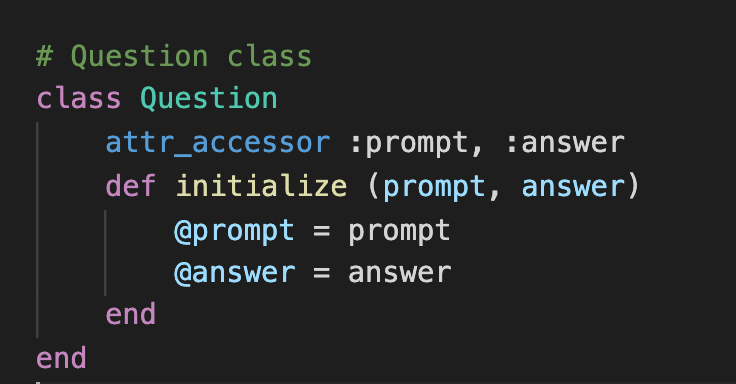 # Question class
class Question
attr_accessor :prompt, :answer
def initialize (prompt, answer)
@prompt = prompt
@answer = answer
end
end